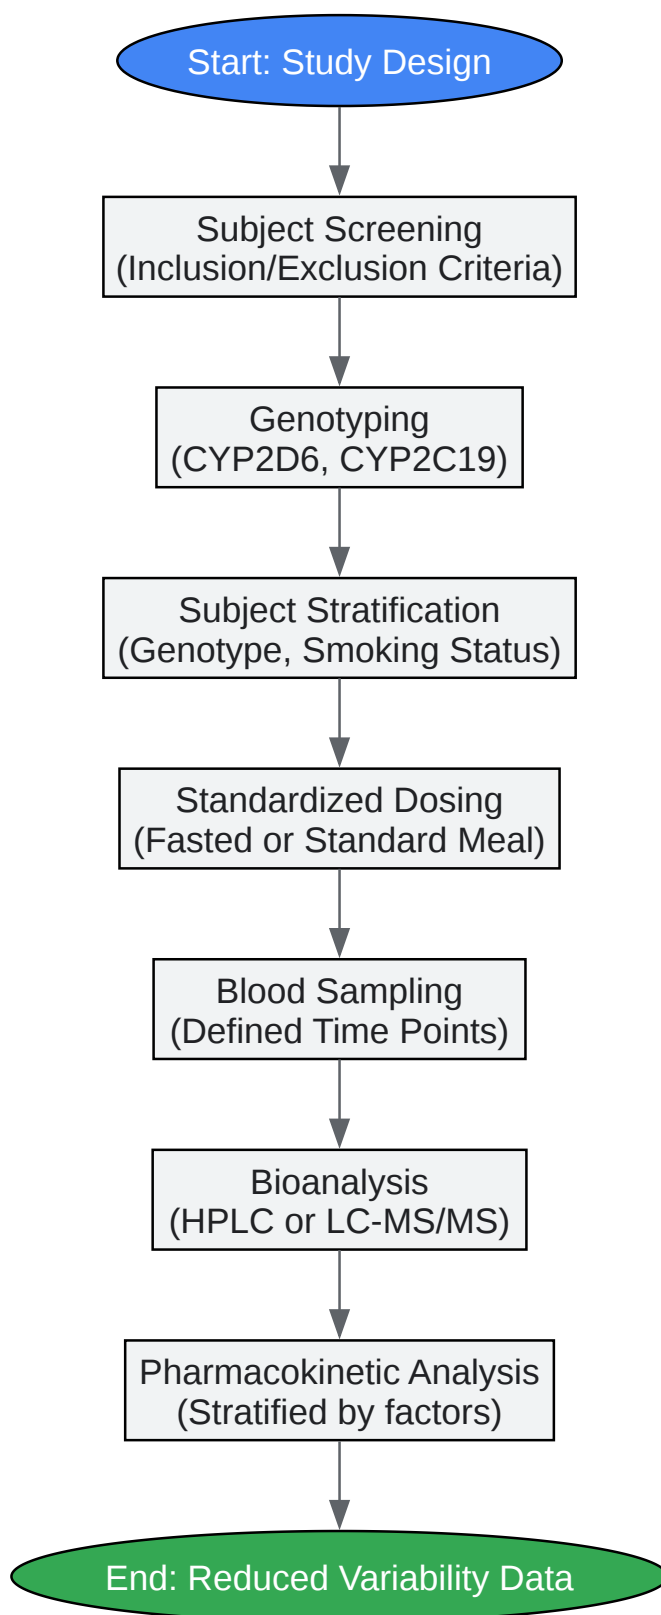 Start: Study Design
Subject Screening
(Inclusion/Exclusion Criteria)
Genotyping
(CYP2D6, CYP2C19)
Subject Stratification
(Genotype, Smoking Status)
Standardized Dosing
(Fasted or Standard Meal)
Blood Sampling
(Defined Time Points)
Bioanalysis
(HPLC or LC-MS/MS)
Pharmacokinetic Analysis
(Stratified by factors)
End: Reduced Variability Data